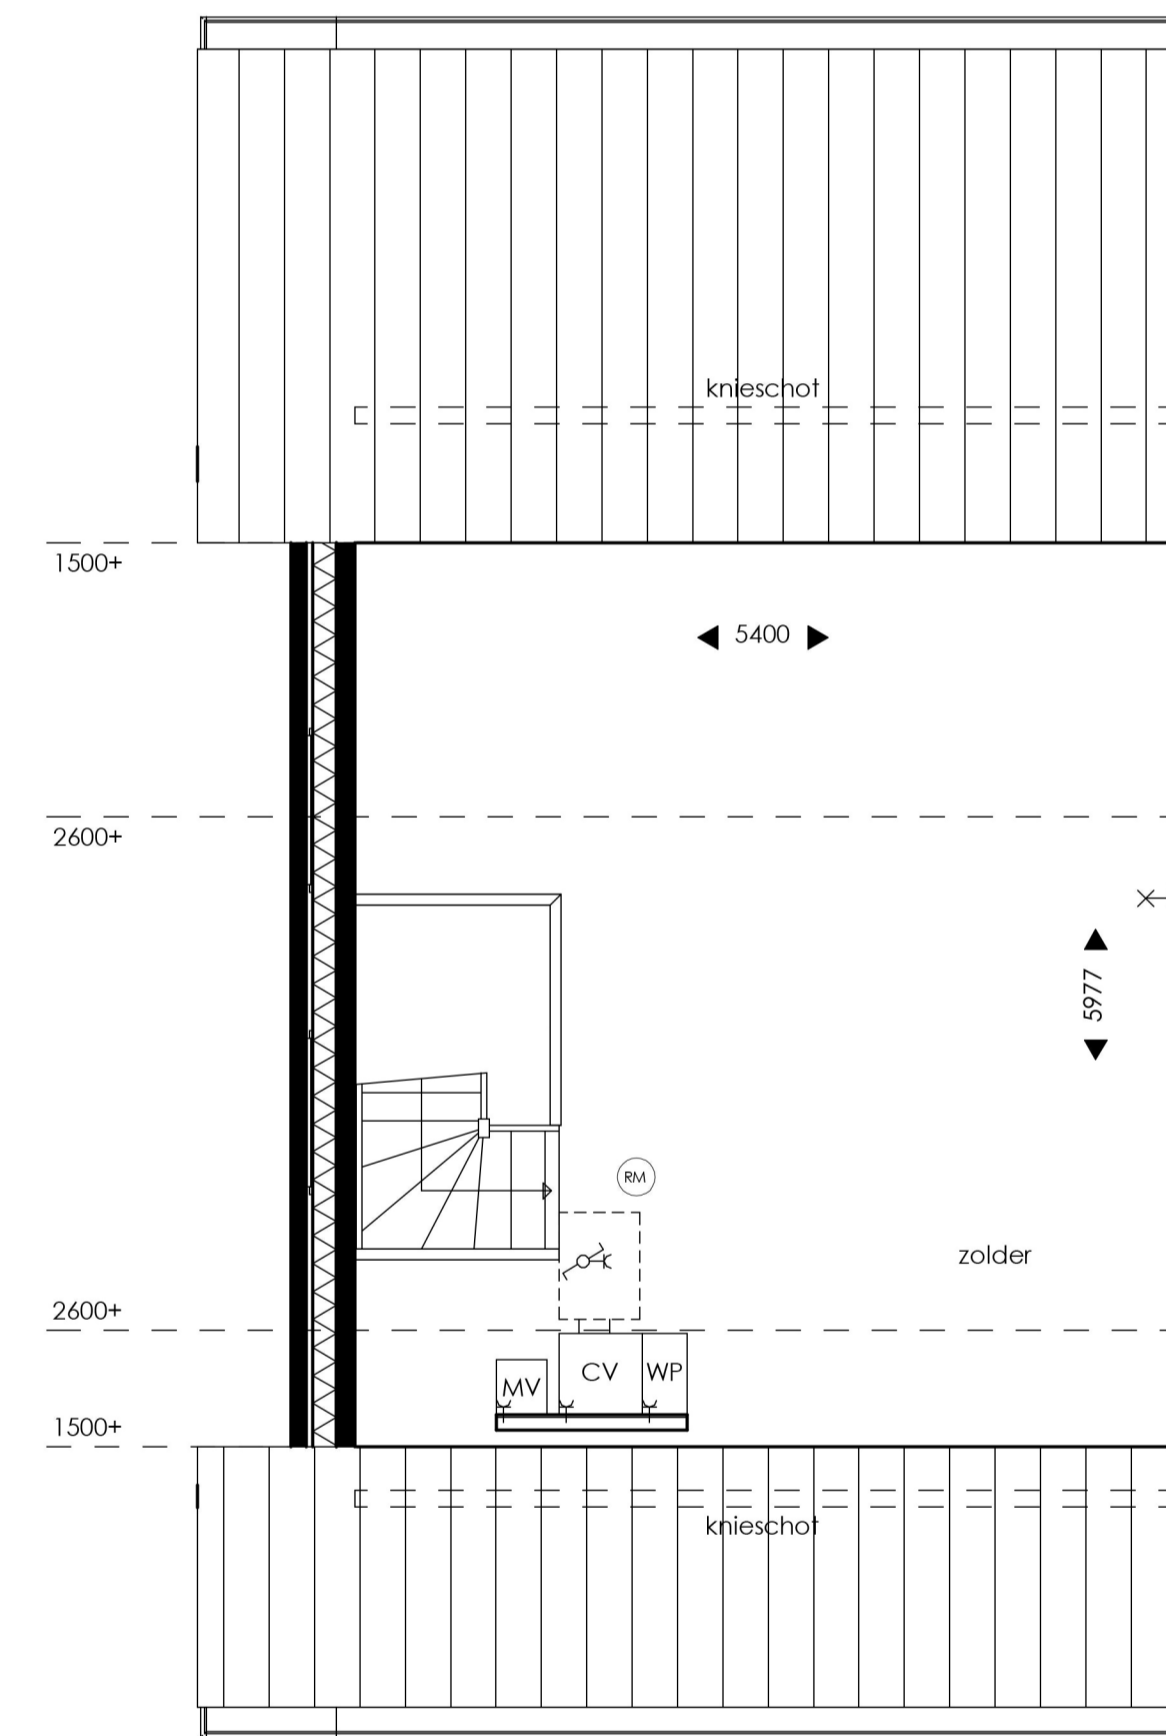 knieschot
1500+
5400
2600+
5977
RM
zolder
2600+
CV
WP
MV
1500+
knieschot